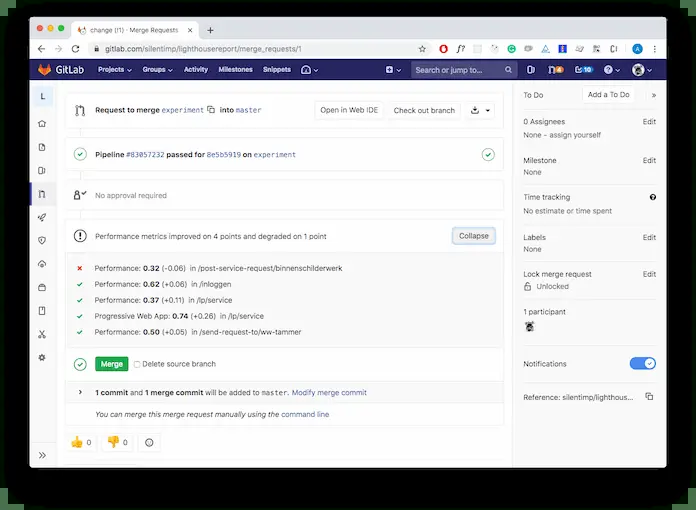 change (!1) · Merge Requests
gitlab.com/silentimp/lighthousereport/merge_requests/1
GitLab Projects Groups Activity Milestones Snippets Search or jump to... 4 10
L
Request to merge experiment into master Open in Web IDE Check out branch
Pipeline #83057232 passed for 8e5b5919 on experiment
No approval required
Performance metrics improved on 4 points and degraded on 1 point Collapse
Performance: 0.32 (-0.06) in /post-service-request/binnenschilderwerk
Performance: 0.62 (+0.06) in /inloggen
Performance: 0.37 (+0.11) in /lp/service
Progressive Web App: 0.74 (+0.26) in /lp/service
Performance: 0.50 (+0.05) in /send-request-to/ww-tammer
Merge Delete source branch
1 commit and 1 merge commit will be added to master. Modify merge commit
You can merge this merge request manually using the command line
0 0
To Do Add a To Do
0 Assignees Edit
None - assign yourself
Milestone Edit
None
Time tracking
No estimate or time spent
Labels Edit
None
Lock merge request Edit
Unlocked
1 participant
Notifications
Reference: silentimp/lighthous...